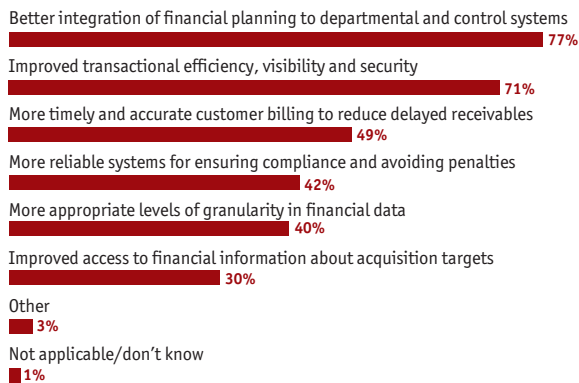 Better integration of financial planning to departmental and control systems
77%
Improved transactional efficiency, visibility and security
71%
More timely and accurate customer billing to reduce delayed receivables
49%
More reliable systems for ensuring compliance and avoiding penalties
42%
More appropriate levels of granularity in financial data
40%
Improved access to financial information about acquisition targets
30%
Other
3%
Not applicable/don’t know
1%